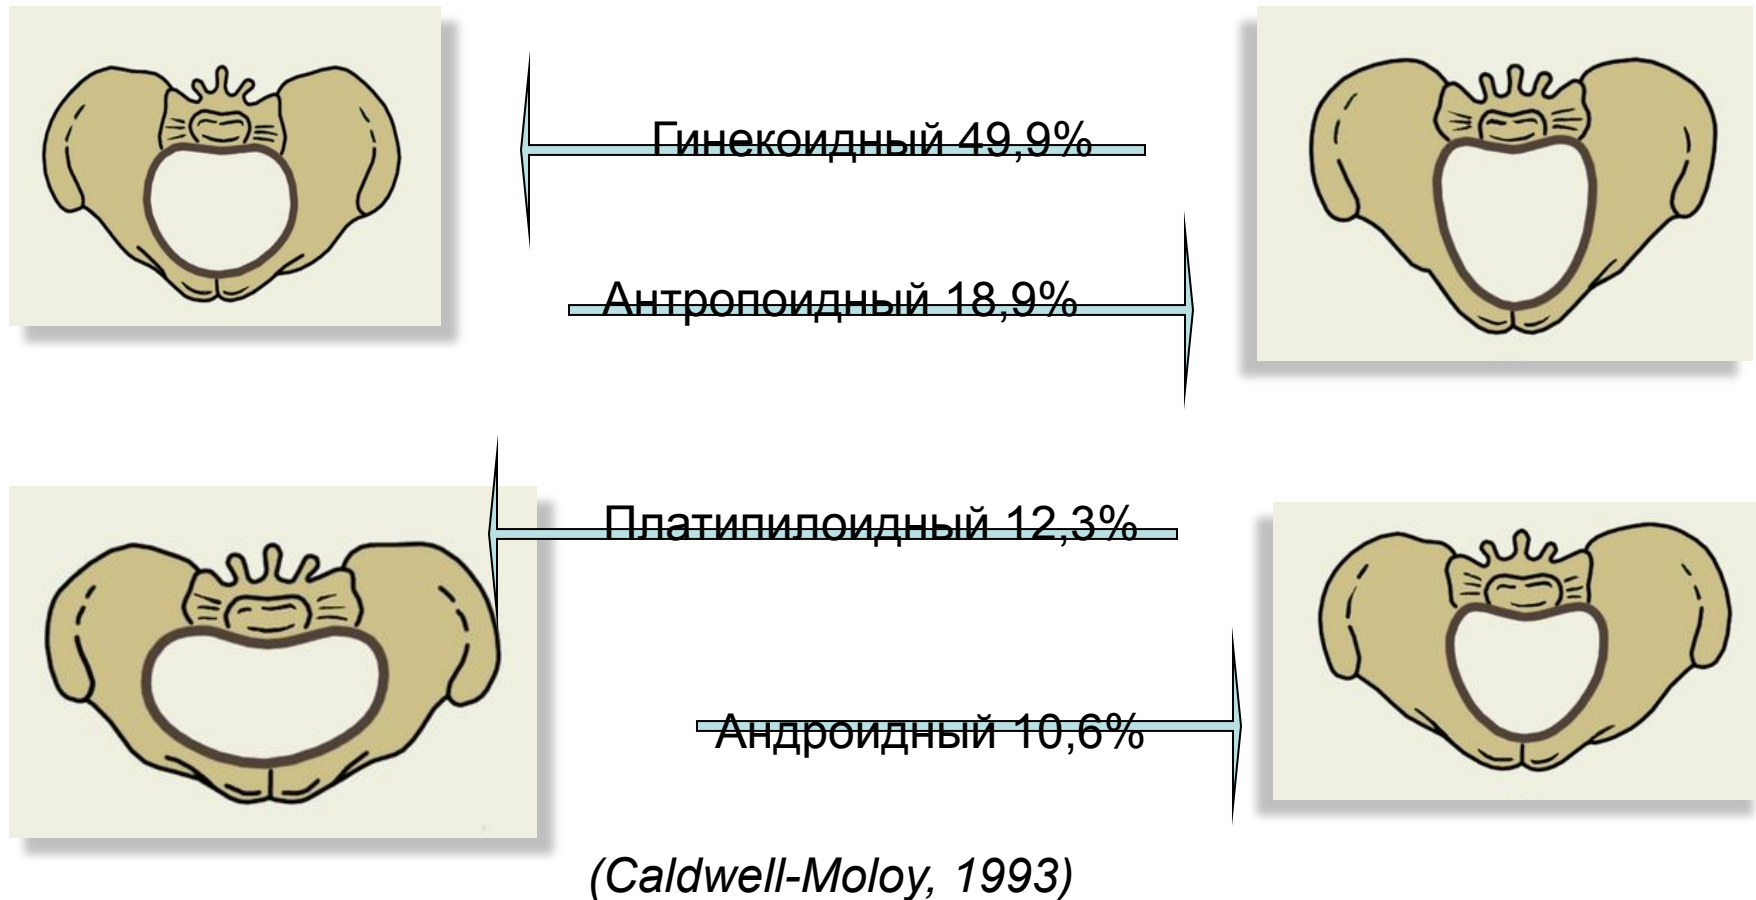 Гинекоидный 49,9%
Антропоидный 18,9%
Платипилоидный 12,3%
Андроидный 10,6%
(Caldwell-Moloy, 1993)